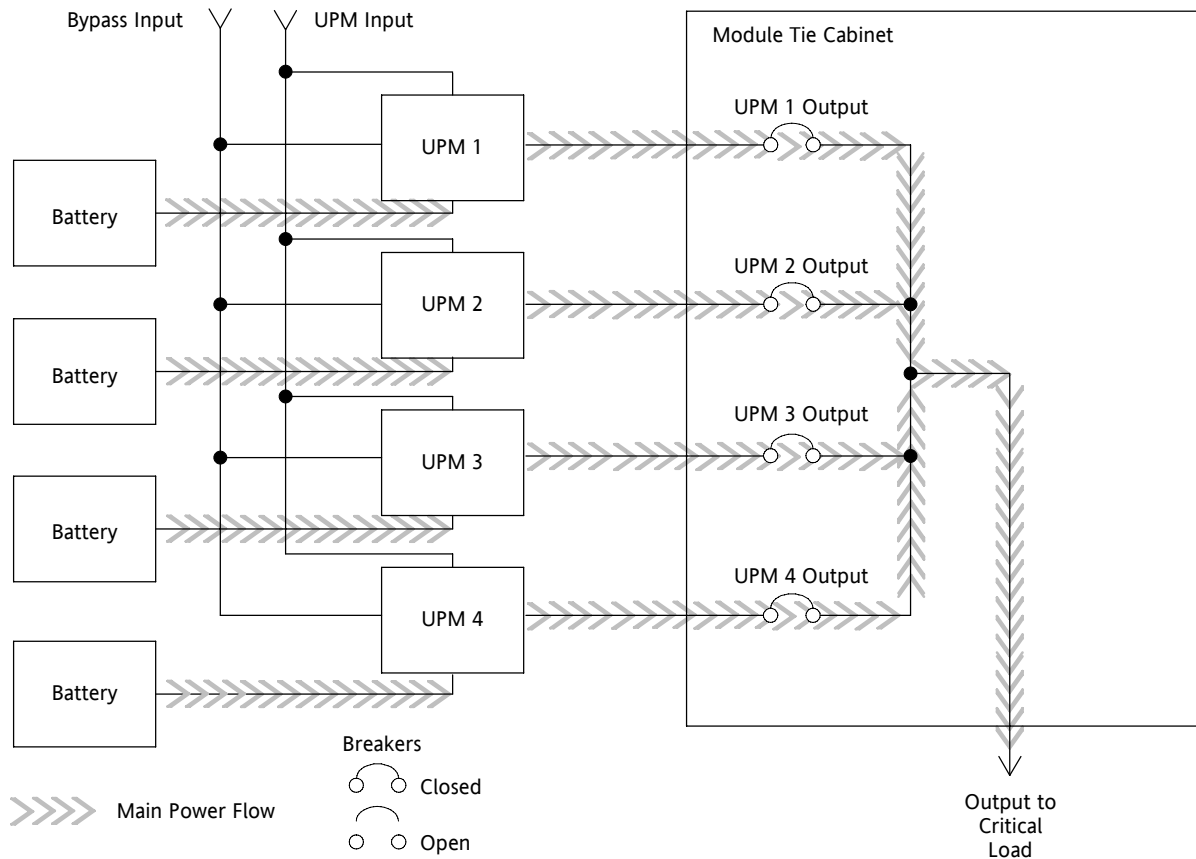 Bypass Input
UPM Input
Module Tie Cabinet
UPM 1 Output
UPM 1
Battery
UPM 2 Output
UPM 2
Battery
UPM 3 Output
UPM 3
Battery
UPM 4 Output
UPM 4
Battery
Breakers
Closed
Main Power Flow
Open
Output to
Critical
Load